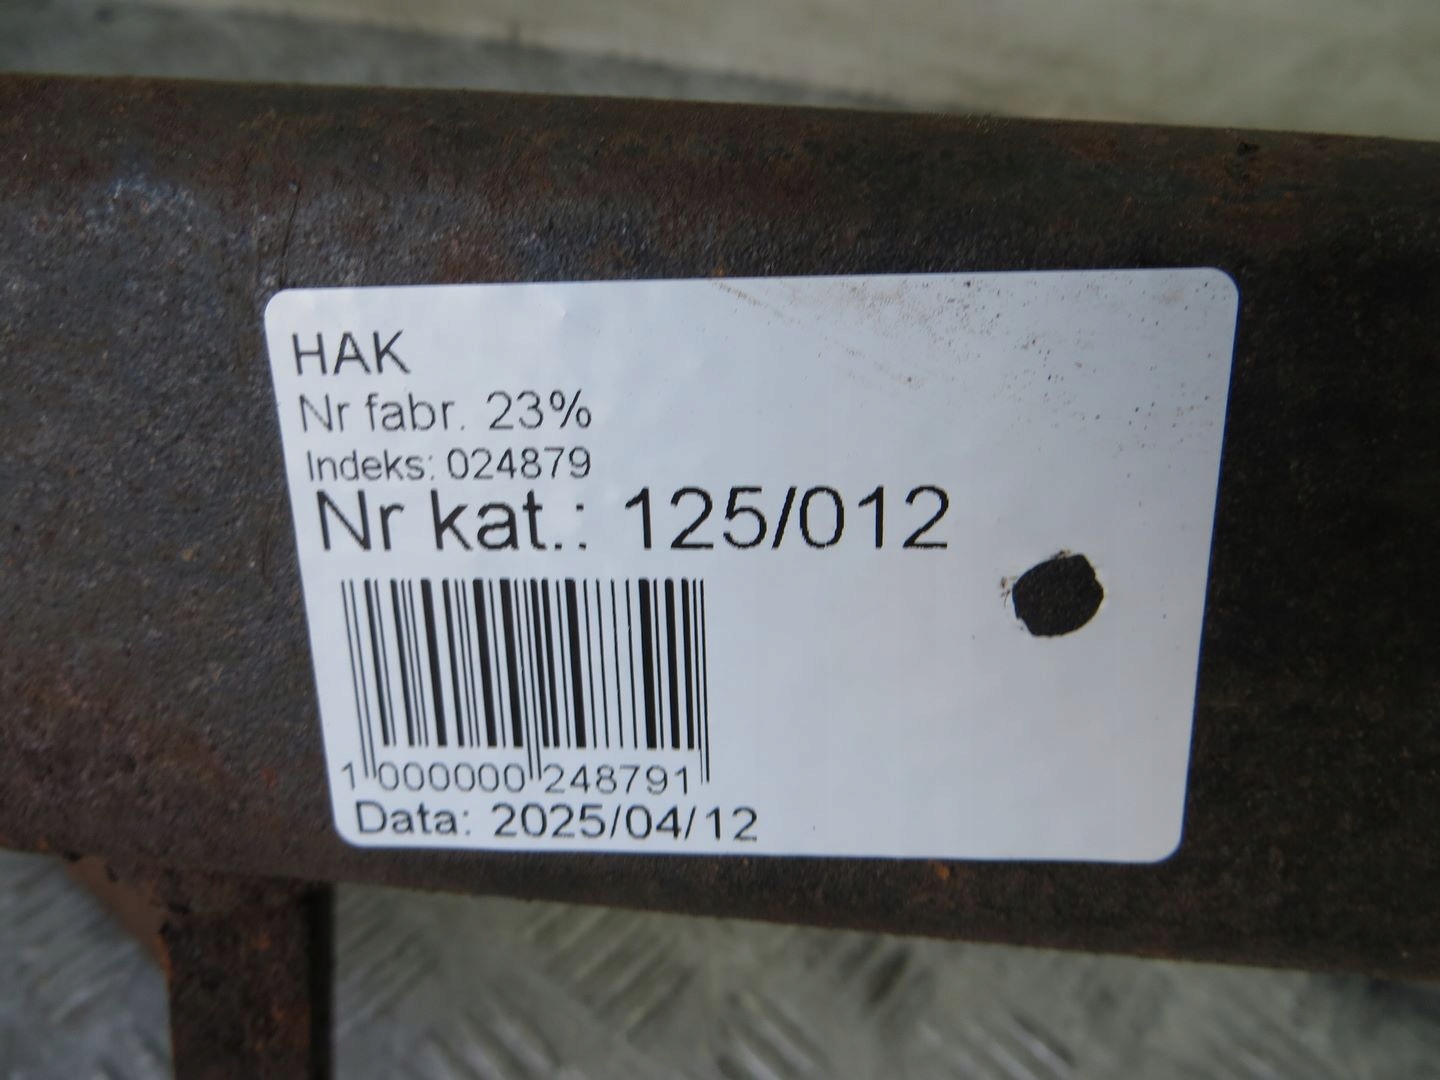 HAK
Nr fabr. 23%
Indeks: 024879
Nr kat.: 125/012
1 000000 248791
Data: 2025/04/12